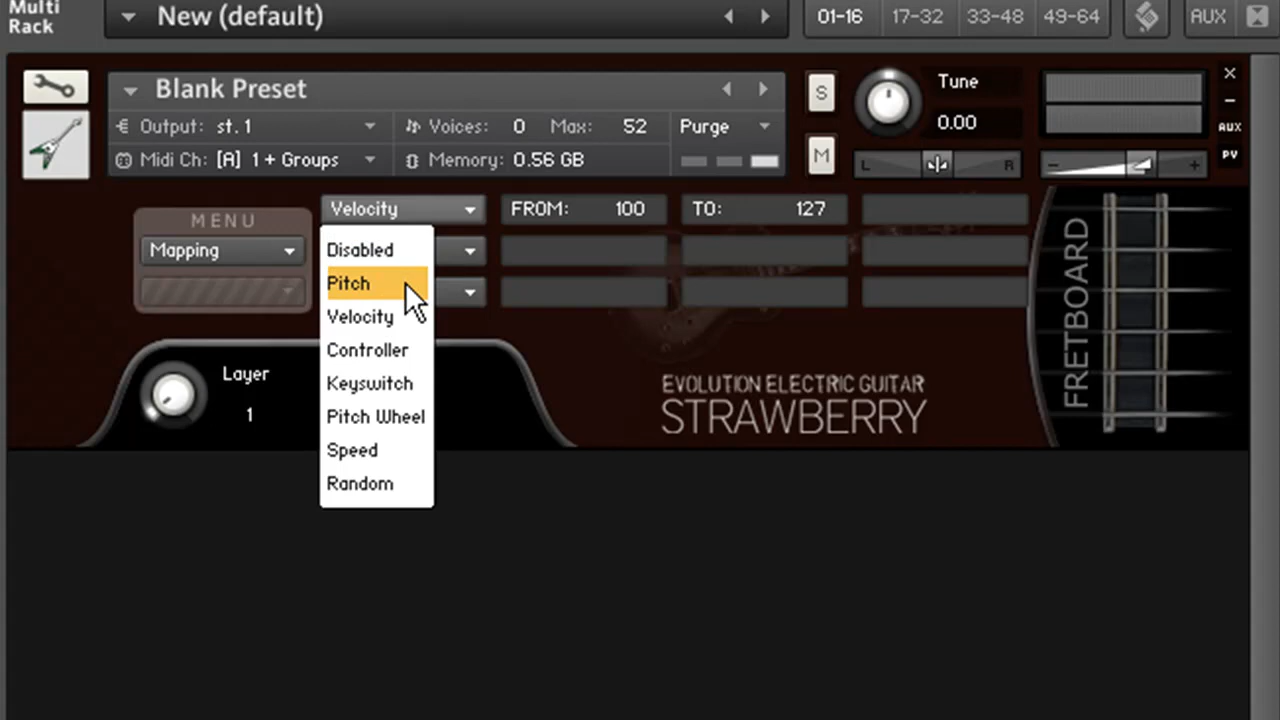 Multi
Rack
New (default)
01-16 17-32 33-48 49-64 AUX
Blank Preset
S
Tune
0.00
Output: st. 1
Voices: 0 Max: 52
Purge
Midi Ch: [A] 1 + Groups
Memory: 0.56 GB
M
L R
- +
×
AUX
PV
MENU
Mapping
Velocity
FROM: 100
TO: 127
Disabled
Pitch
Velocity
Controller
Keyswitch
Pitch Wheel
Speed
Random
Layer
1
EVOLUTION ELECTRIC GUITAR
STRAWBERRY
FRETBOARD